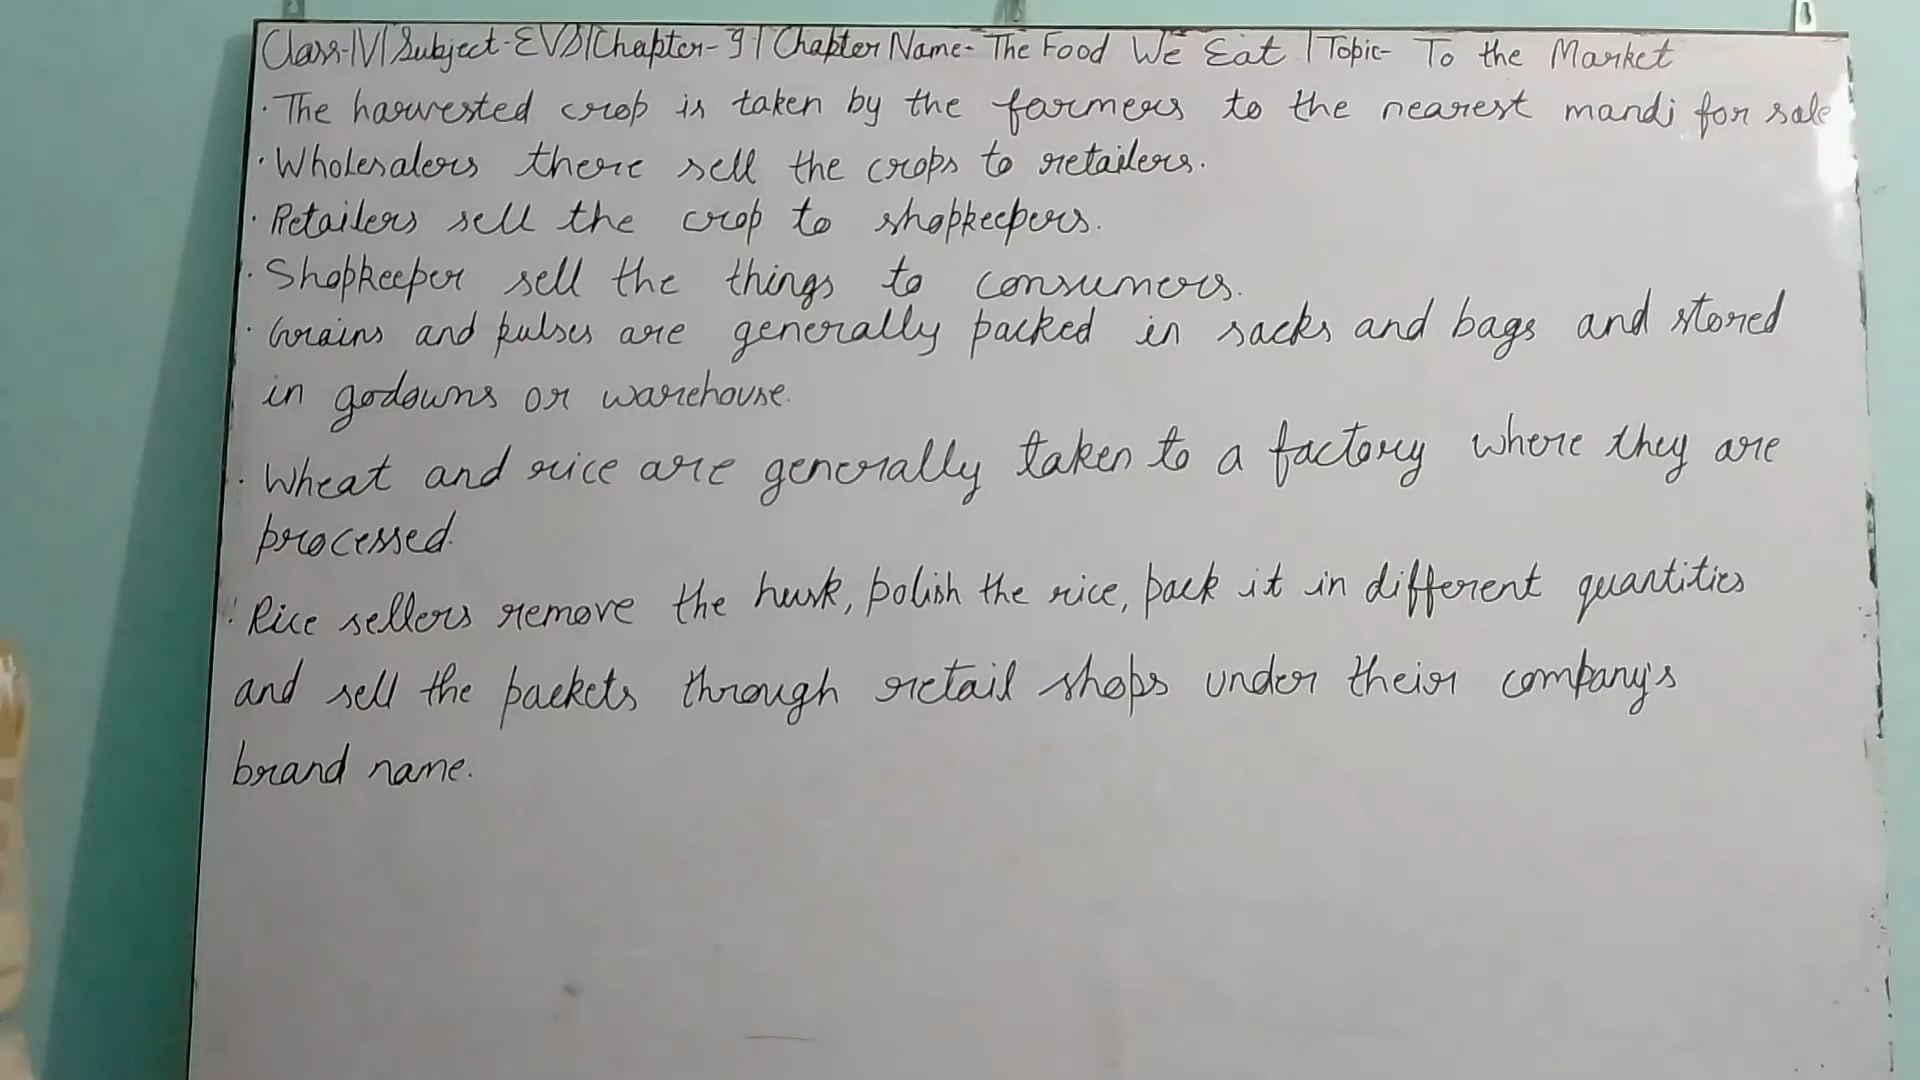 Class-IV|Subject-EVS|Chapter-9|Chapter Name- The Food We Eat |Topic- To the Market
· The harvested crop is taken by the farmers to the nearest mandi for sale
· Wholesalers there sell the crops to retailers.
· Retailers sell the crop to shopkeepers.
· Shopkeeper sell the things to consumers.
· Grains and pulses are generally packed in sacks and bags and stored
in godowns or warehouse.
· Wheat and rice are generally taken to a factory where they are
processed.
· Rice sellers remove the husk, polish the rice, pack it in different quantities
and sell the packets through retail shops under their company's
brand name.